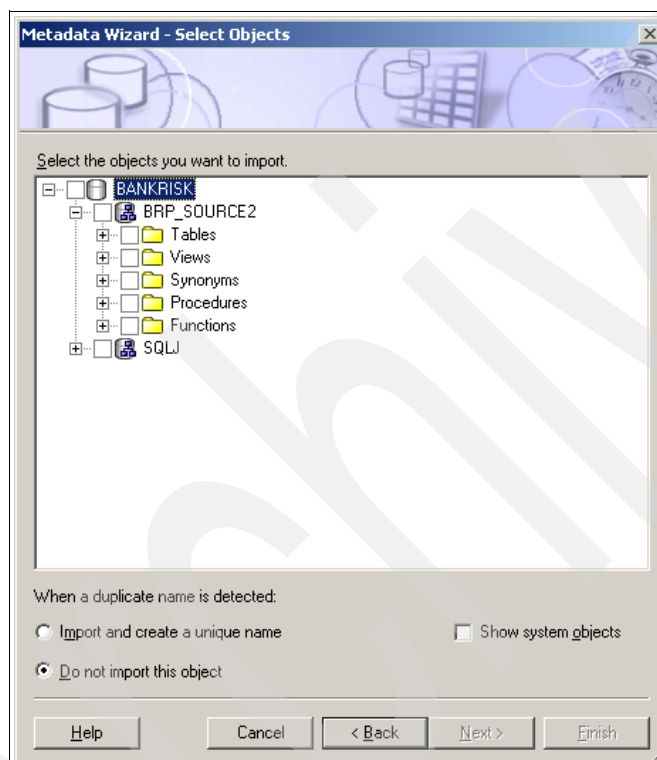 Metadata Wizard - Select Objects
Select the objects you want to import.
BANKRISK
BRP_SOURCE2
Tables
Views
Synonyms
Procedures
Functions
SQLJ
When a duplicate name is detected:
Import and create a unique name
Show system objects
Do not import this object
Help
Cancel
< Back
Next >
Finish